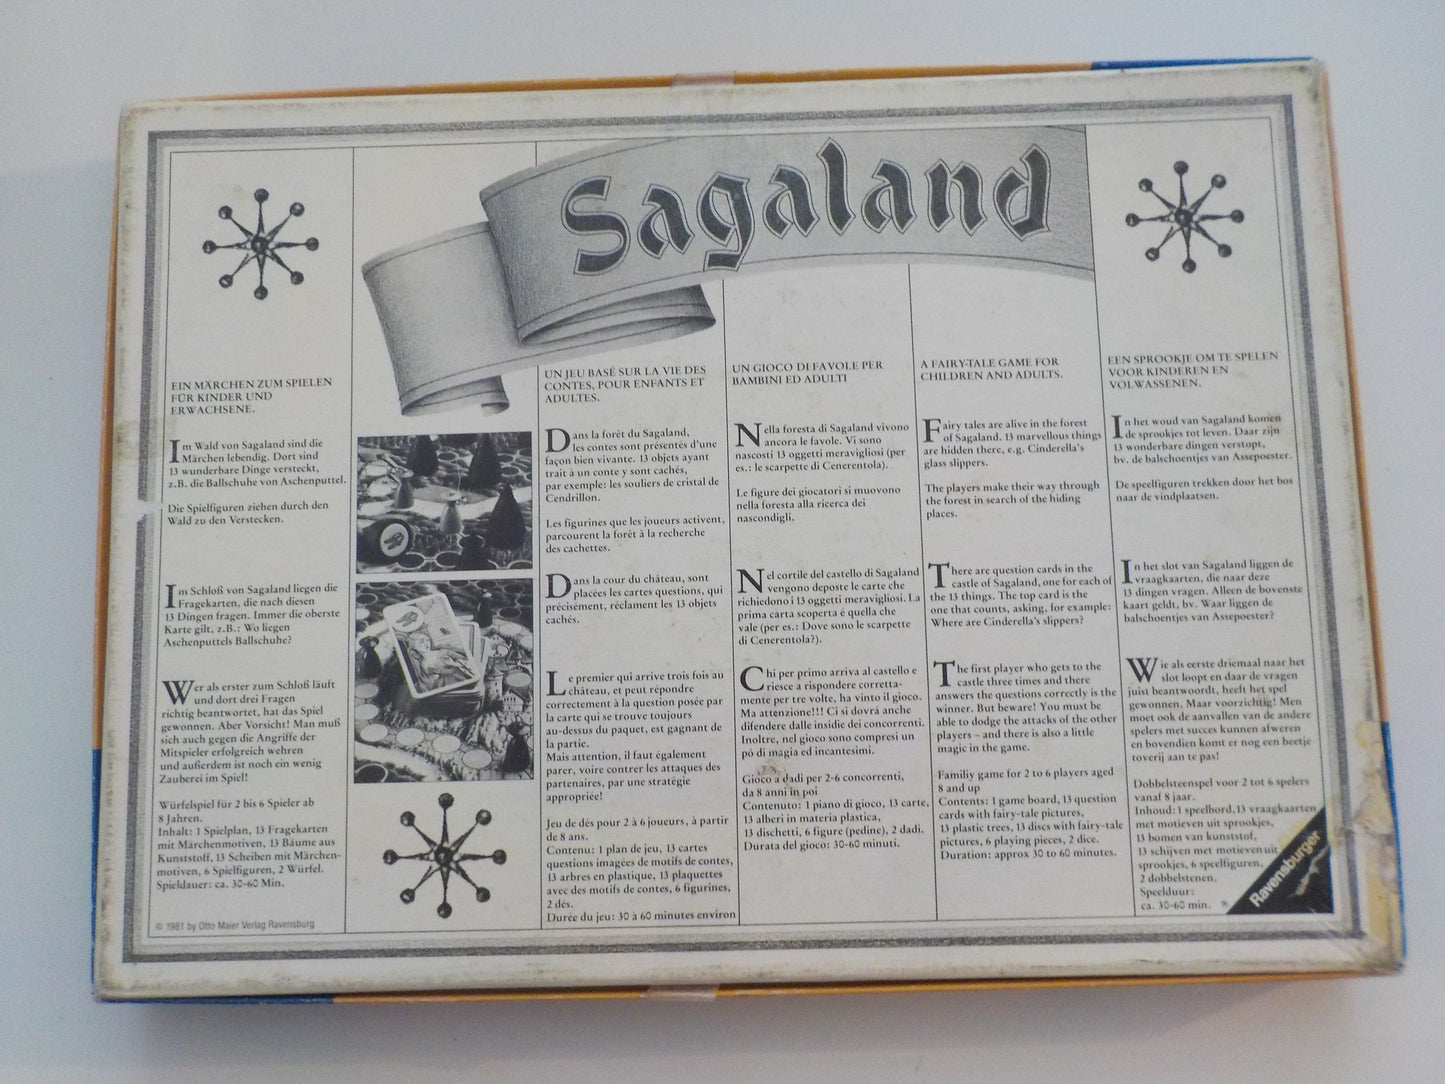 Sagaland
EIN MÄRCHEN ZUM SPIELEN
FÜR KINDER UND
ERWACHSENE.
Im Wald von Sagaland sind die
Märchen lebendig. Dort sind
13 wunderbare Dinge versteckt,
z.B. die Ballschuhe von Aschenputtel.
Die Spielfiguren ziehen durch den
Wald zu den Verstecken.
Im Schloß von Sagaland liegen die
Fragekarten, die nach diesen
13 Dingen fragen. Immer die oberste
Karte gilt, z.B.: Wo liegen
Aschenputtels Ballschuhe?
Wer als erster zum Schloß läuft
und dort drei Fragen
richtig beantwortet, hat das Spiel
gewonnen. Aber Vorsicht! Man muß
sich auch gegen die Angriffe der
Mitspieler erfolgreich wehren
und außerdem ist noch ein wenig
Zauberei im Spiel!
Würfelspiel für 2 bis 6 Spieler ab
8 Jahren.
Inhalt: 1 Spielplan, 13 Fragekarten
mit Märchenmotiven, 13 Bäume aus
Kunststoff, 13 Scheiben mit Märchen-
motiven, 6 Spielfiguren, 2 Würfel.
Spieldauer: ca. 30-60 Min.
© 1981 by Otto Maier Verlag Ravensburg
UN JEU BASÉ SUR LA VIE DES
CONTES, POUR ENFANTS ET
ADULTES.
Dans la forêt du Sagaland,
les contes sont présentés d'une
façon bien vivante. 13 objets ayant
trait à un conte y sont cachés,
par exemple: les souliers de cristal de
Cendrillon.
Les figurines que les joueurs activent,
parcourent la forêt à la recherche
des cachettes.
Dans la cour du château, sont
placées les cartes questions, qui
précisément, réclament les 13 objets
cachés.
Le premier qui arrive trois fois au
château, et peut répondre
correctement à la question posée par
la carte qui se trouve toujours
au-dessus du paquet, est gagnant de
la partie.
Mais attention, il faut également
parer, voire contrer les attaques des
partenaires, par une stratégie
appropriée!
Jeu de dés pour 2 à 6 joueurs, à partir
de 8 ans.
Contenu: 1 plan de jeu, 13 cartes
questions imagées de motifs de contes,
13 arbres en plastique, 13 plaquettes
avec des motifs de contes, 6 figurines,
2 dés.
Durée du jeu: 30 à 60 minutes environ
UN GIOCO DI FAVOLE PER
BAMBINI ED ADULTI
Nella foresta di Sagaland vivono
ancora le favole. Vi sono
nascosti 13 oggetti meravigliosi (per
es.: le scarpette di Cenerentola).
Le figure dei giocatori si muovono
nella foresta alla ricerca dei
nascondigli.
Nel cortile del castello di Sagaland
vengono deposte le carte che
richiedono i 13 oggetti meravigliosi. La
prima carta scoperta é quella che
vale (per es.: Dove sono le scarpette
di Cenerentola?).
Chi per primo arriva al castello e
riesce a rispondere corretta-
mente per tre volte, ha vinto il gioco.
Ma attenzione!!! Ci si dovrá anche
difendere dalle insidie dei concorrenti.
Inoltre, nel gioco sono compresi un
pó di magia ed incantesimi.
Gioco a dadi per 2-6 concorrenti,
da 8 anni in poi
Contenuto: 1 piano di gioco, 13 carte,
13 alberi in materia plastica,
13 dischetti, 6 figure (pedine), 2 dadi.
Durata del gioco: 30-60 minuti.
A FAIRY-TALE GAME FOR
CHILDREN AND ADULTS.
Fairy tales are alive in the forest
of Sagaland. 13 marvellous things
are hidden there, e.g. Cinderella's
glass slippers.
The players make their way through
the forest in search of the hiding
places.
There are question cards in the
castle of Sagaland, one for each of
the 13 things. The top card is the
one that counts, asking, for example:
Where are Cinderella's slippers?
The first player who gets to the
castle three times and there
answers the questions correctly is the
winner. But beware! You must be
able to dodge the attacks of the other
players – and there is also a little
magic in the game.
Familiy game for 2 to 6 players aged
8 and up
Contents: 1 game board, 13 question
cards with fairy-tale pictures,
13 plastic trees, 13 discs with fairy-tale
pictures, 6 playing pieces, 2 dice.
Duration: approx 30 to 60 minutes.
EEN SPROOKJE OM TE SPELEN
VOOR KINDEREN EN
VOLWASSENEN.
In het woud van Sagaland komen
de sprookjes tot leven. Daar zijn
13 wonderbare dingen verstopt,
bv. de balschoentjes van Assepoester.
De speelfiguren trekken door het bos
naar de vindplaatsen.
In het slot van Sagaland liggen de
vraagkaarten, die naar deze
13 dingen vragen. Alleen de bovenste
kaart geldt, bv. Waar liggen de
balschoentjes van Assepoester?
Wie als eerste driemaal naar het
slot loopt en daar de vragen
juist beantwoordt, heeft het spel
gewonnen. Maar voorzichtig! Men
moet ook de aanvallen van de andere
spelers met succes kunnen afweren
en bovendien komt er nog een beetje
toverij aan te pas!
Dobbelsteenspel voor 2 tot 6 spelers
vanaf 8 jaar.
Inhoud: 1 speelbord, 13 vraagkaarten
met motieven uit sprookjes,
13 bomen van kunststof,
13 schijven met motieven uit
sprookjes, 6 speelfiguren,
2 dobbelstenen.
Speelduur:
ca. 30-60 min.
Ravensburger